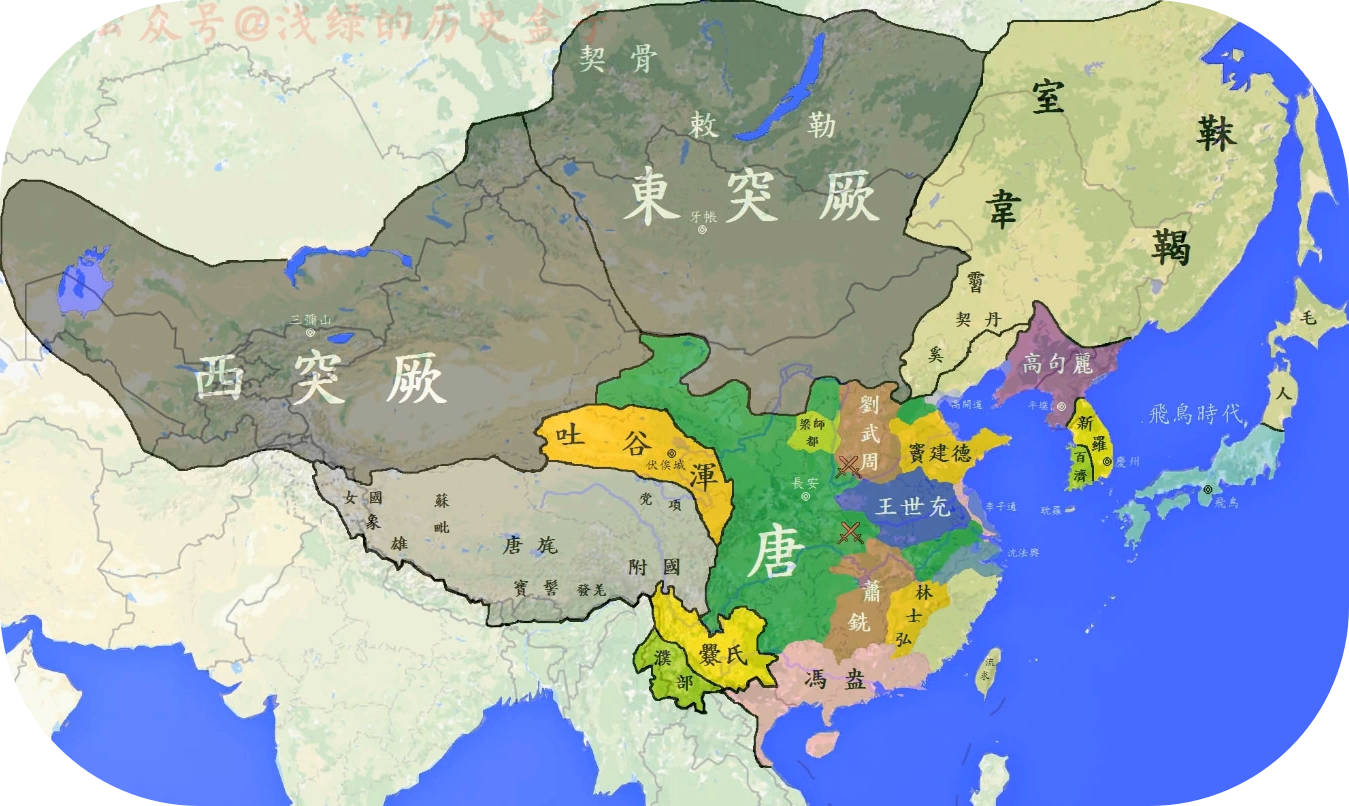 公众号@浅绿的历史盒子
契骨
敕勒
東突厥
牙帳
室韋
靺鞨
霫
契丹
奚
三彌山
西突厥
高句麗
平壤
高開道
毛人
飛鳥時代
飛鳥
新羅
百濟
慶州
耽羅
劉武周
梁師都
竇建德
吐谷渾
伏俟城
長安
王世充
李子通
沈法興
唐
女國
象雄
蘇毗
党項
唐旄
附國
寶髻
發羌
蕭銑
林士弘
爨氏
濮部
馮盎
流求